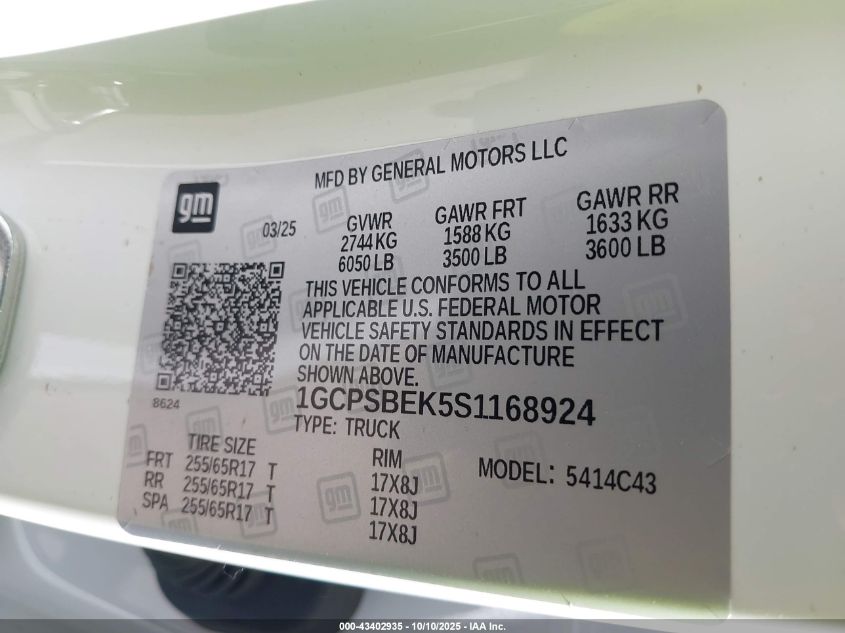 MFD BY GENERAL MOTORS LLC
gm
03/25
GVWR GAWR FRT GAWR RR
2744 KG 1588 KG 1633 KG
6050 LB 3500 LB 3600 LB
THIS VEHICLE CONFORMS TO ALL
APPLICABLE U.S. FEDERAL MOTOR
VEHICLE SAFETY STANDARDS IN EFFECT
ON THE DATE OF MANUFACTURE
SHOWN ABOVE.
8624
1GCPSBEK5S1168924
TYPE: TRUCK
TIRE SIZE RIM MODEL: 5414C43
FRT 255/65R17 T 17X8J
RR 255/65R17 T 17X8J
SPA 255/65R17 T 17X8J
000-43402935 - 10/10/2025 - IAA Inc.